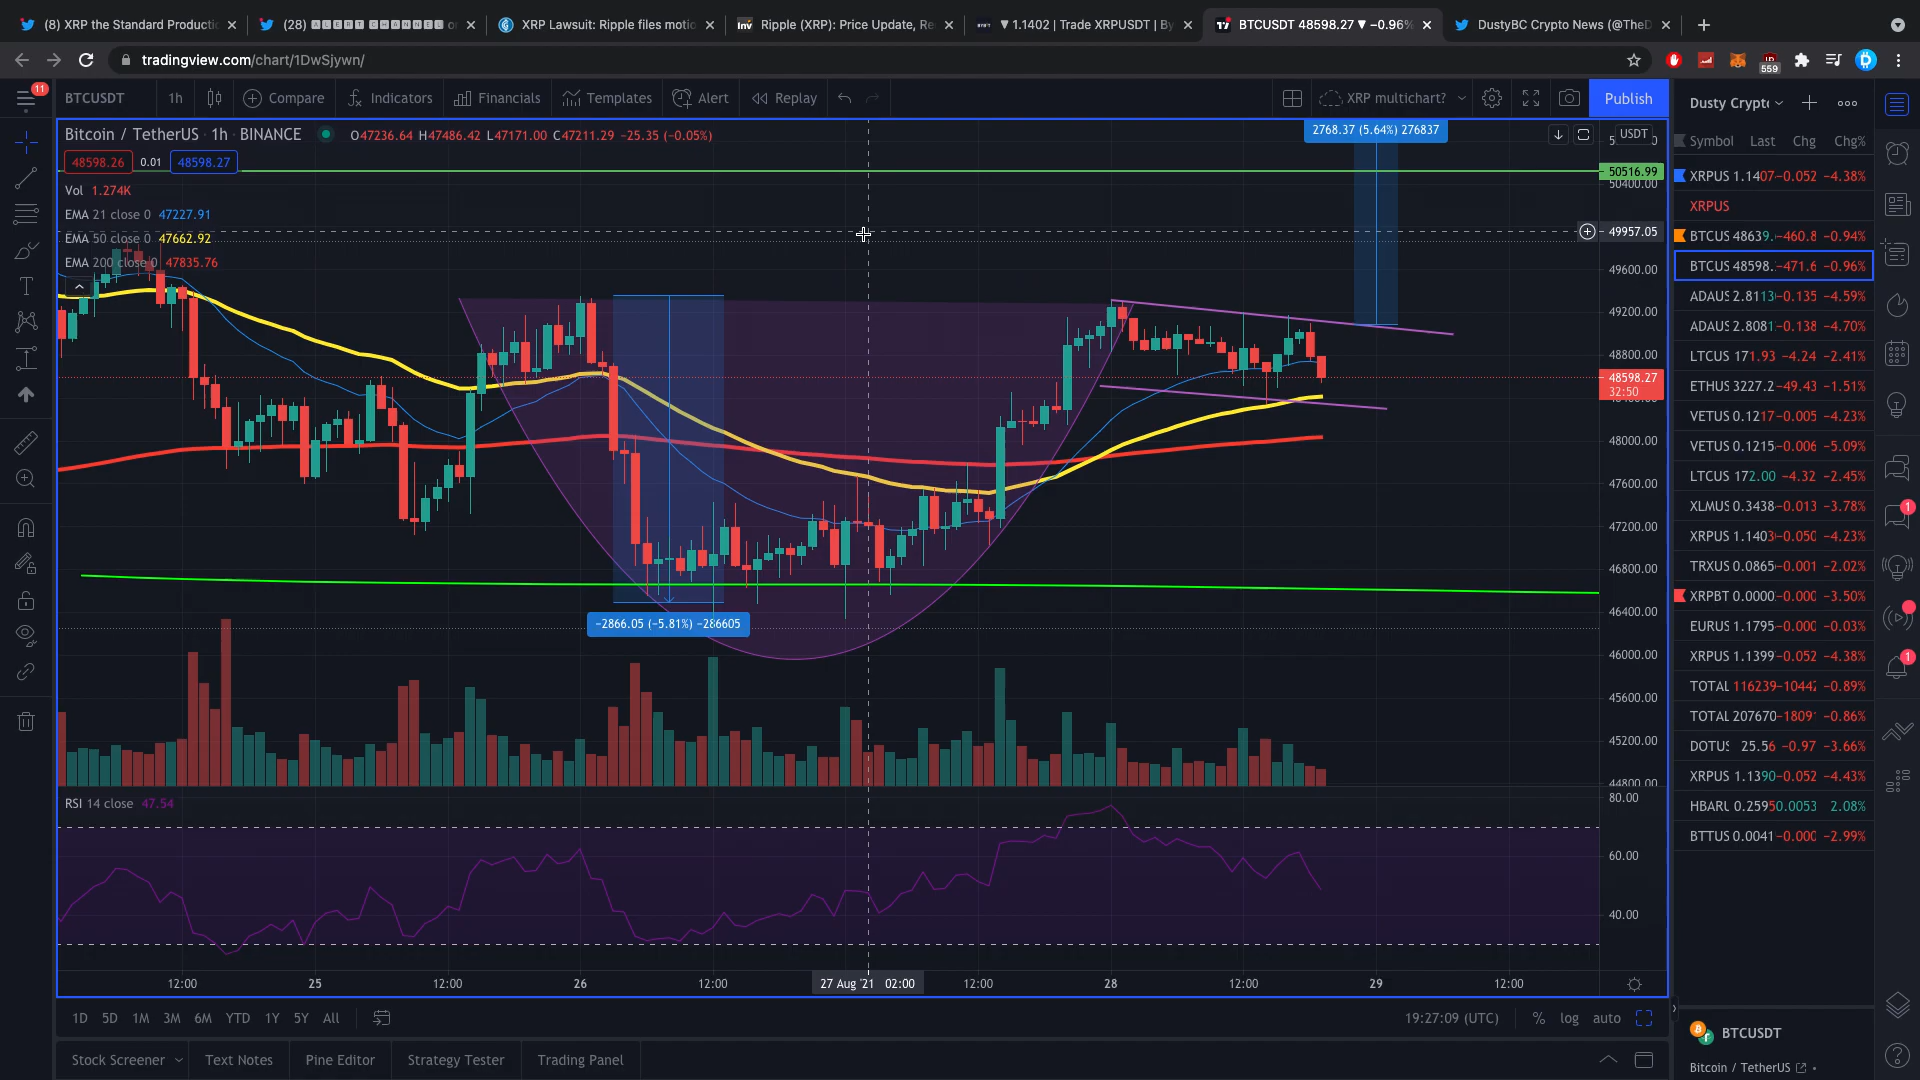 (8) XRP the Standard Producti
(28) 🅰🅻🅴🆁🆃 🅲🅷🅰🅽🅽🅴🅻 o
XRP Lawsuit: Ripple files motio
Ripple (XRP): Price Update, Re
▼ 1.1402 | Trade XRPUSDT | By
BTCUSDT 48598.27 ▼ −0.96%
DustyBC Crypto News (@TheD
tradingview.com/chart/1DwSjywn/
559
11
BTCUSDT 1h Compare Indicators Financials Templates Alert Replay XRP multichart? Publish
Bitcoin / TetherUS · 1h · BINANCE O47236.64 H47486.42 L47171.00 C47211.29 −25.35 (−0.05%)
48598.26 0.01 48598.27
Vol 1.274K
EMA 21 close 0 47227.91
EMA 50 close 0 47662.92
EMA 200 close 0 47835.76
2768.37 (5.64%) 276837
−2866.05 (−5.81%) −286605
USDT
50516.99
50400.00
49957.05
49600.00
49200.00
48800.00
48598.27
32:50
48000.00
47600.00
47200.00
46800.00
46400.00
46000.00
45600.00
45200.00
44800.00
RSI 14 close 47.54
80.00
60.00
40.00
12:00 25 12:00 26 12:00 27 Aug '21 02:00 12:00 28 12:00 29 12:00
1D 5D 1M 3M 6M YTD 1Y 5Y All
19:27:09 (UTC) % log auto
Stock Screener Text Notes Pine Editor Strategy Tester Trading Panel
Dusty Crypto
Symbol Last Chg Chg%
XRPUS 1.1407 −0.052 −4.38%
XRPUS
BTCUS 48639. −460.8 −0.94%
BTCUS 48598. −471.6 −0.96%
ADAUS 2.8113 −0.135 −4.59%
ADAUS 2.8081 −0.138 −4.70%
LTCUS 171.93 −4.24 −2.41%
ETHUS 3227.2 −49.43 −1.51%
VETUS 0.1217 −0.005 −4.23%
VETUS 0.1215 −0.006 −5.09%
LTCUS 172.00 −4.32 −2.45%
XLMUS 0.3438 −0.013 −3.78%
XRPUS 1.1403 −0.050 −4.23%
TRXUS 0.0865 −0.001 −2.02%
XRPBT 0.0000 −0.000 −3.50%
EURUS 1.1795 −0.000 −0.03%
XRPUS 1.1399 −0.052 −4.38%
TOTAL 116239 −1044 −0.89%
TOTAL 207670 −1809 −0.86%
DOTUS 25.56 −0.97 −3.66%
XRPUS 1.1390 −0.052 −4.43%
HBARU 0.2595 0.0053 2.08%
BTTUS 0.0041 −0.000 −2.99%
1
1
BTCUSDT
Bitcoin / TetherUS